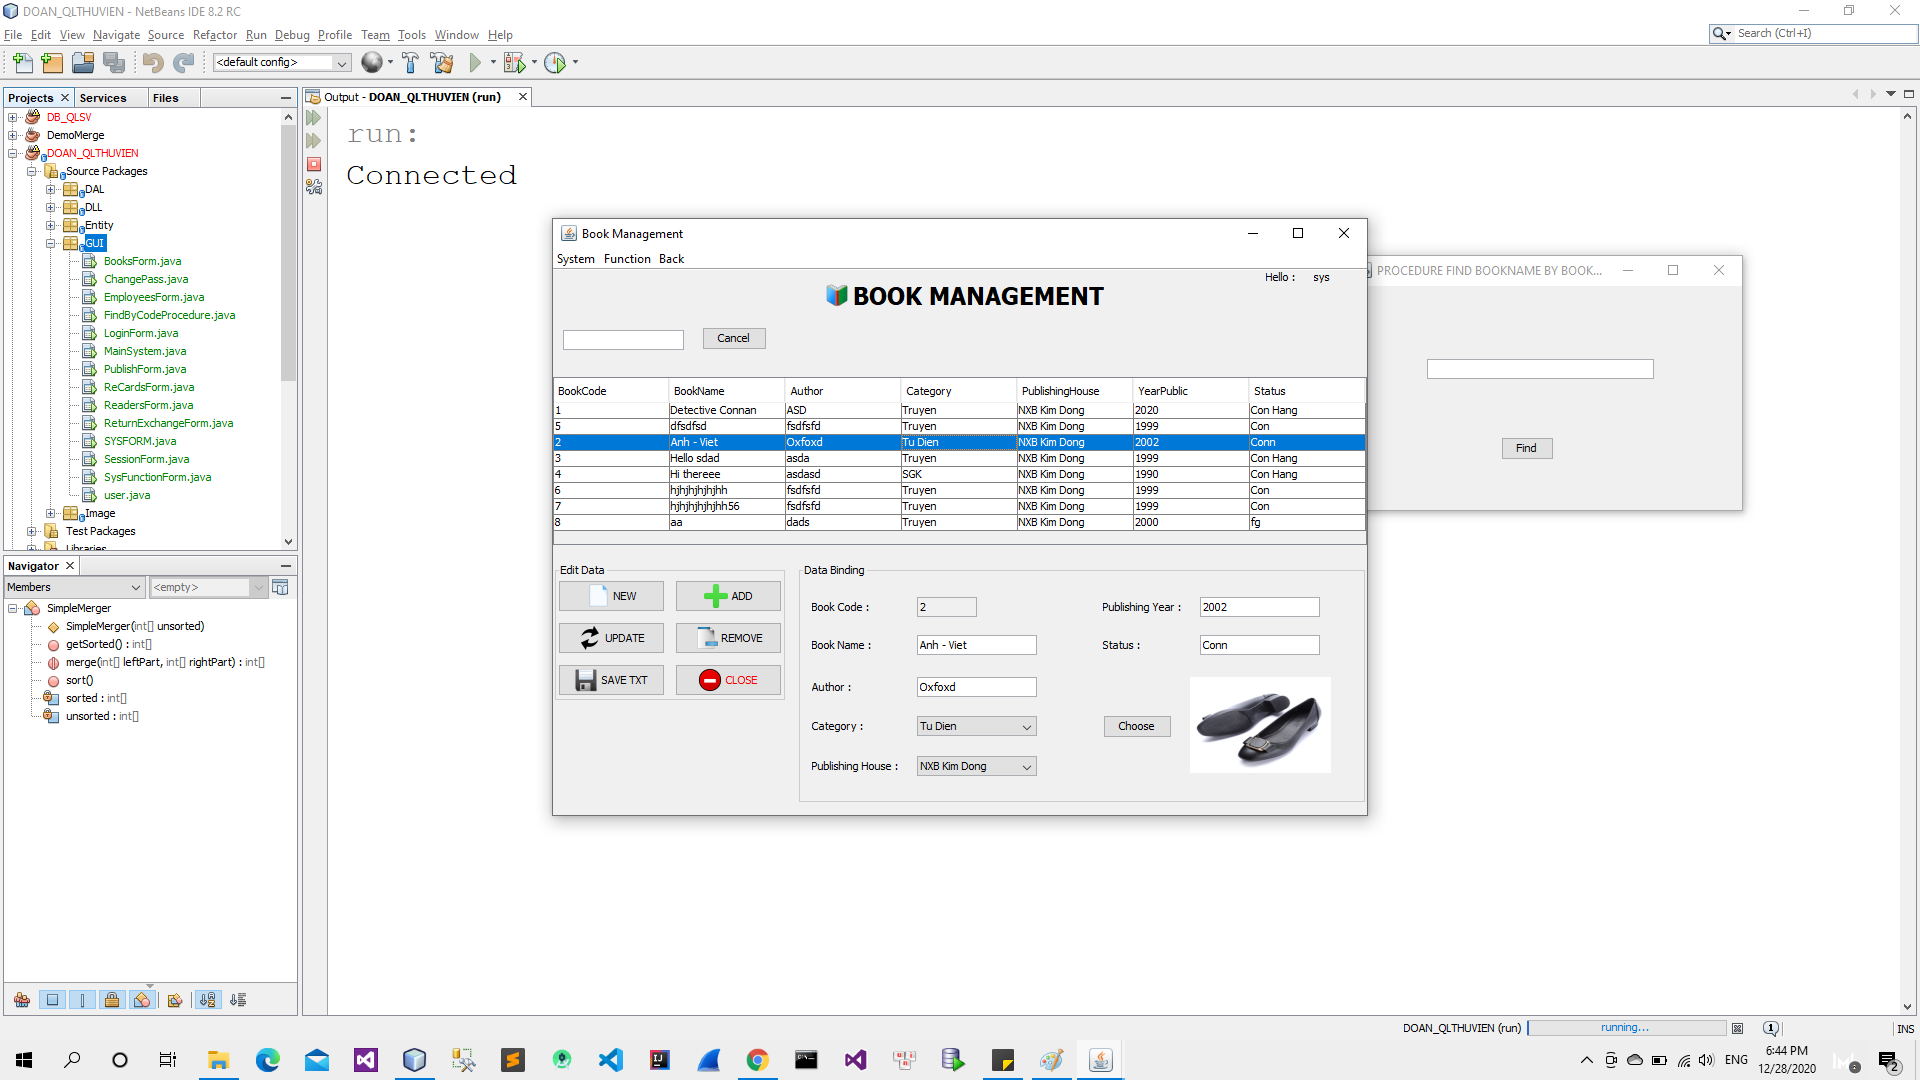 DOAN_QLTHUVIEN - NetBeans IDE 8.2 RC
File Edit View Navigate Source Refactor Run Debug Profile Team Tools Window Help
Search (Ctrl+I)
<default config>
Projects Services Files
Output - DOAN_QLTHUVIEN (run)
DB_QLSV
DemoMerge
DOAN_QLTHUVIEN
Source Packages
DAL
DLL
Entity
GUI
BooksForm.java
ChangePass.java
EmployeesForm.java
FindByCodeProcedure.java
LoginForm.java
MainSystem.java
PublishForm.java
ReCardsForm.java
ReadersForm.java
ReturnExchangeForm.java
SYSFORM.java
SessionForm.java
SysFunctionForm.java
user.java
Image
Test Packages
Libraries
run:
Connected
Navigator
Members
<empty>
SimpleMerger
SimpleMerger(int[] unsorted)
getSorted() : int[]
merge(int[] leftPart, int[] rightPart) : int[]
sort()
sorted : int[]
unsorted : int[]
Book Management
System Function Back
Hello : sys
BOOK MANAGEMENT
Cancel
BookCode BookName Author Category PublishingHouse YearPublic Status
1 Detective Connan ASD Truyen NXB Kim Dong 2020 Con Hang
5 dfsdfsd fsdfsfd Truyen NXB Kim Dong 1999 Con
2 Anh - Viet Oxfoxd Tu Dien NXB Kim Dong 2002 Conn
3 Hello sdad asda Truyen NXB Kim Dong 1999 Con Hang
4 Hi thereee asdasd SGK NXB Kim Dong 1990 Con Hang
6 hjhjhjhjhjhh fsdfsfd Truyen NXB Kim Dong 1999 Con
7 hjhjhjhjhjhh56 fsdfsfd Truyen NXB Kim Dong 1999 Con
8 aa dads Truyen NXB Kim Dong 2000 fg
Edit Data
NEW ADD
UPDATE REMOVE
SAVE TXT CLOSE
Data Binding
Book Code : 2
Publishing Year : 2002
Book Name : Anh - Viet
Status : Conn
Author : Oxfoxd
Category : Tu Dien
Choose
Publishing House : NXB Kim Dong
PROCEDURE FIND BOOKNAME BY BOOK...
Find
DOAN_QLTHUVIEN (run)
running...
1
INS
ENG
6:44 PM
12/28/2020
2